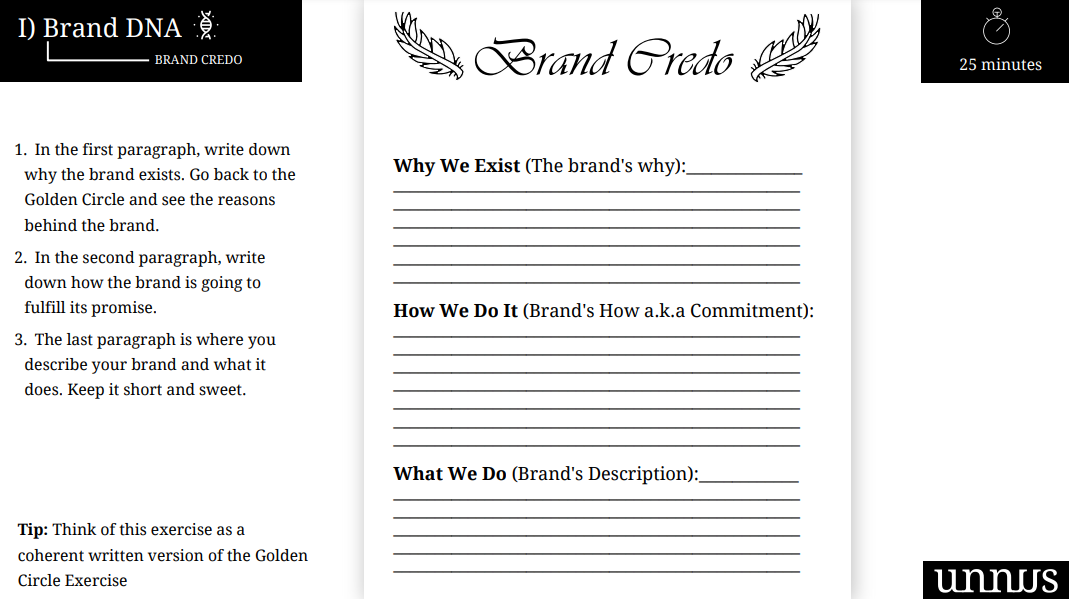 I) Brand DNA
BRAND CREDO
Brand Credo
25 minutes
1. In the first paragraph, write down
why the brand exists. Go back to the
Golden Circle and see the reasons
behind the brand.
2. In the second paragraph, write
down how the brand is going to
fulfill its promise.
3. The last paragraph is where you
describe your brand and what it
does. Keep it short and sweet.
Tip: Think of this exercise as a
coherent written version of the Golden
Circle Exercise
Why We Exist (The brand's why):
How We Do It (Brand's How a.k.a Commitment):
What We Do (Brand's Description):
unnus